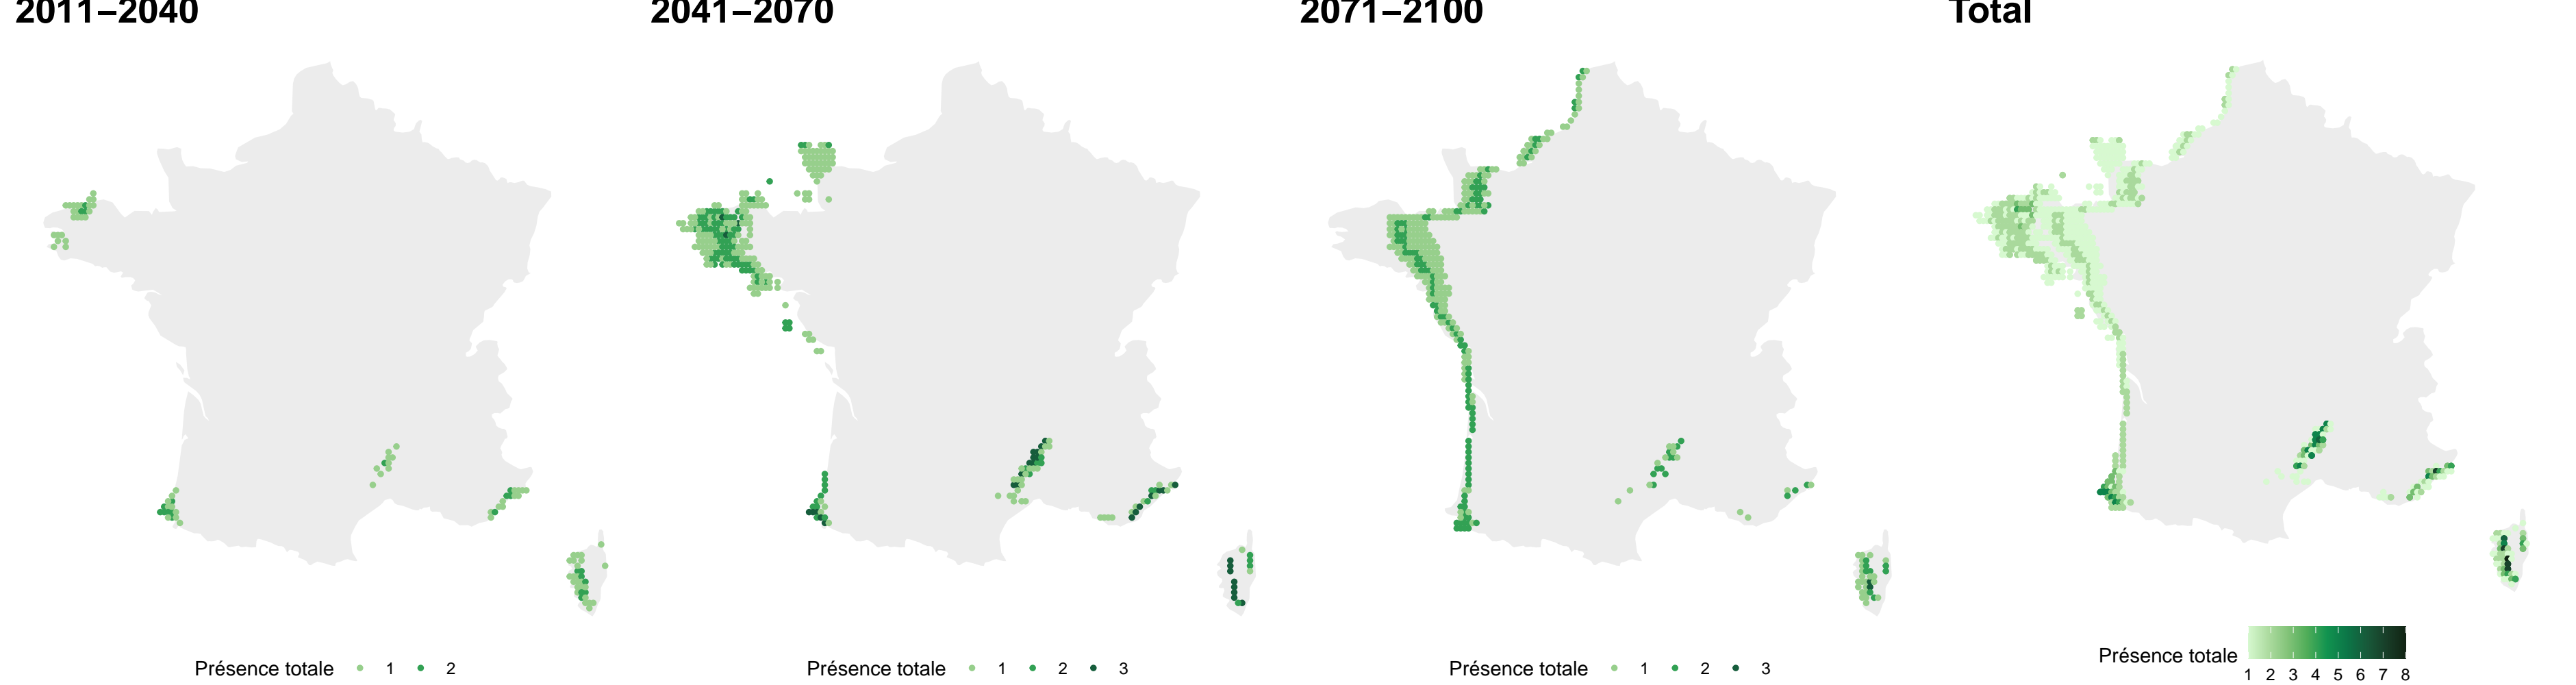 2011–2040
2041–2070
2071–2100
Total
Présence totale 1 2
Présence totale 1 2 3
Présence totale 1 2 3
Présence totale
1 2 3 4 5 6 7 8